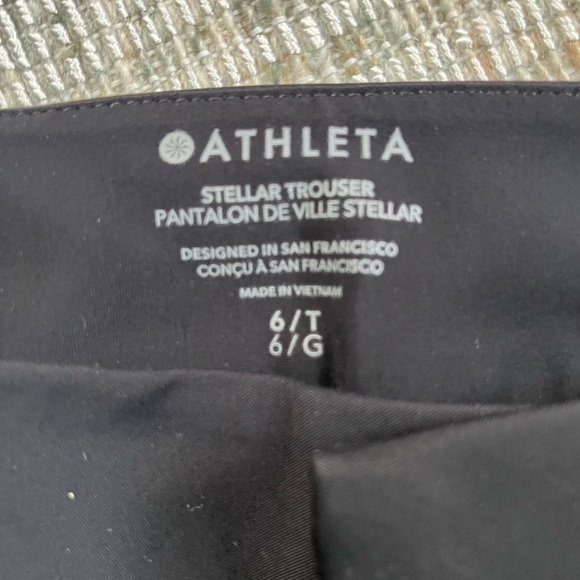 ATHLETA
STELLAR TROUSER
PANTALON DE VILLE STELLAR
DESIGNED IN SAN FRANCISCO
CONÇU À SAN FRANCISCO
MADE IN VIETNAM
6/T
6/G